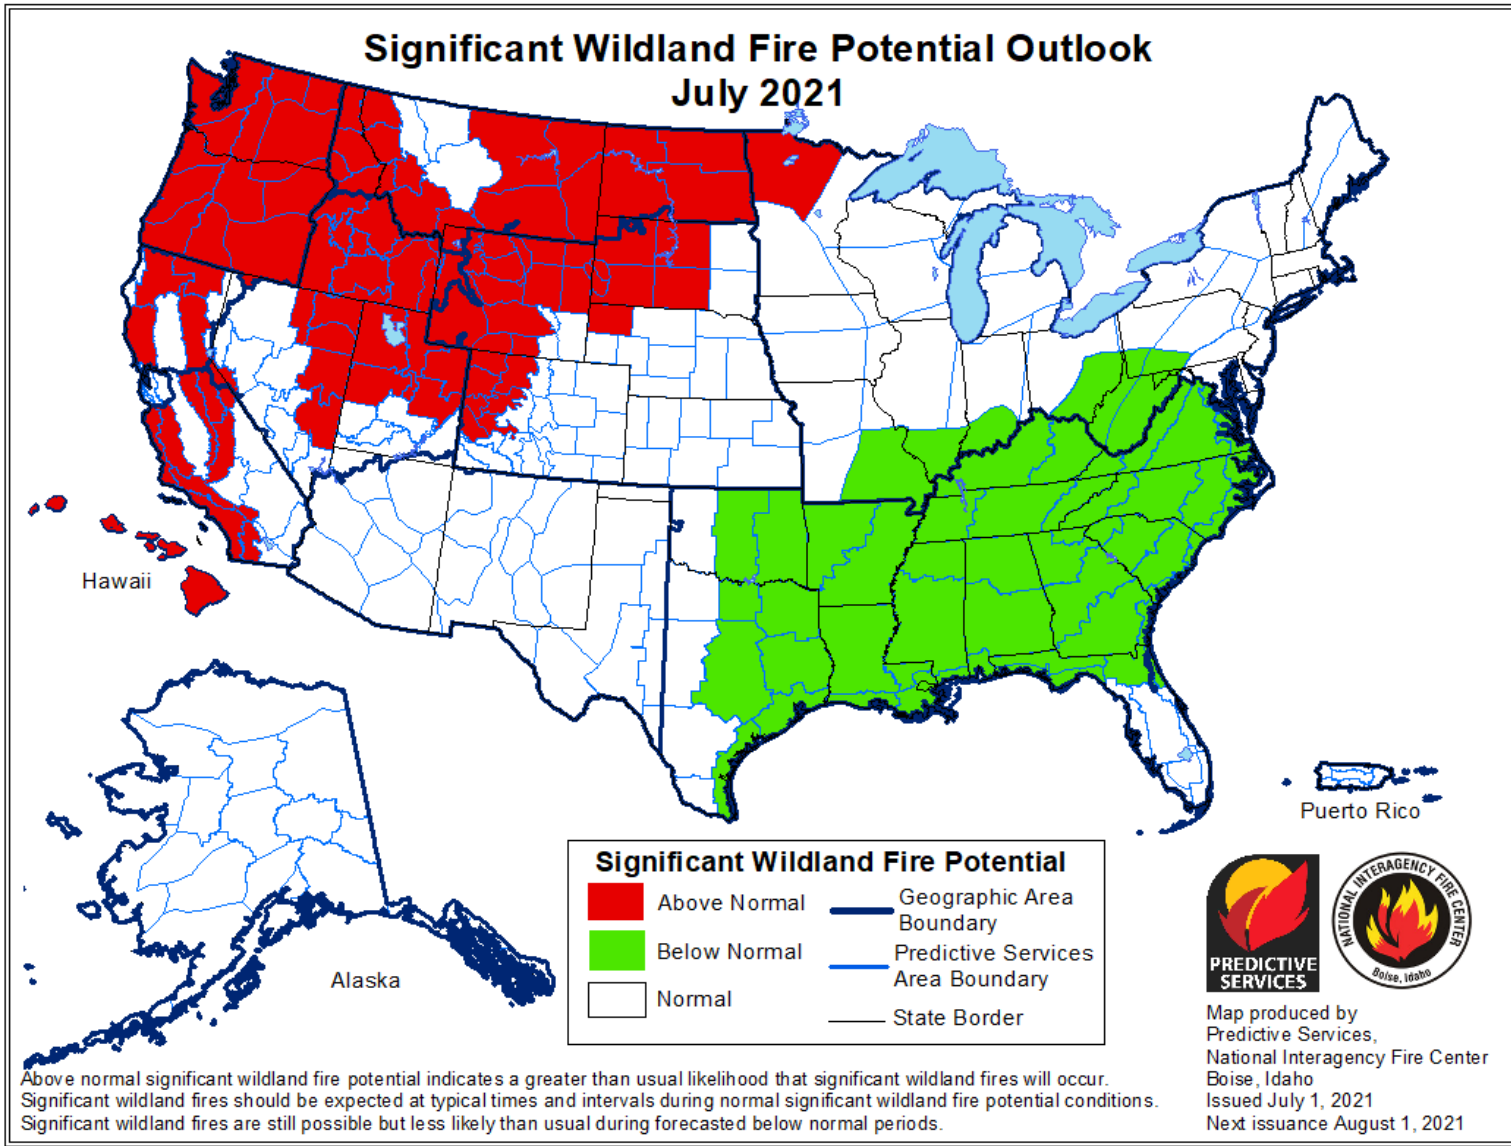 Significant Wildland Fire Potential Outlook
July 2021
Hawaii
Alaska
Puerto Rico
Significant Wildland Fire Potential
Above Normal
Below Normal
Normal
Geographic Area
Boundary
Predictive Services
Area Boundary
State Border
PREDICTIVE
SERVICES
NATIONAL INTERAGENCY FIRE CENTER
Boise, Idaho
Map produced by
Predictive Services,
National Interagency Fire Center
Boise, Idaho
Issued July 1, 2021
Next issuance August 1, 2021
Above normal significant wildland fire potential indicates a greater than usual likelihood that significant wildland fires will occur.
Significant wildland fires should be expected at typical times and intervals during normal significant wildland fire potential conditions.
Significant wildland fires are still possible but less likely than usual during forecasted below normal periods.